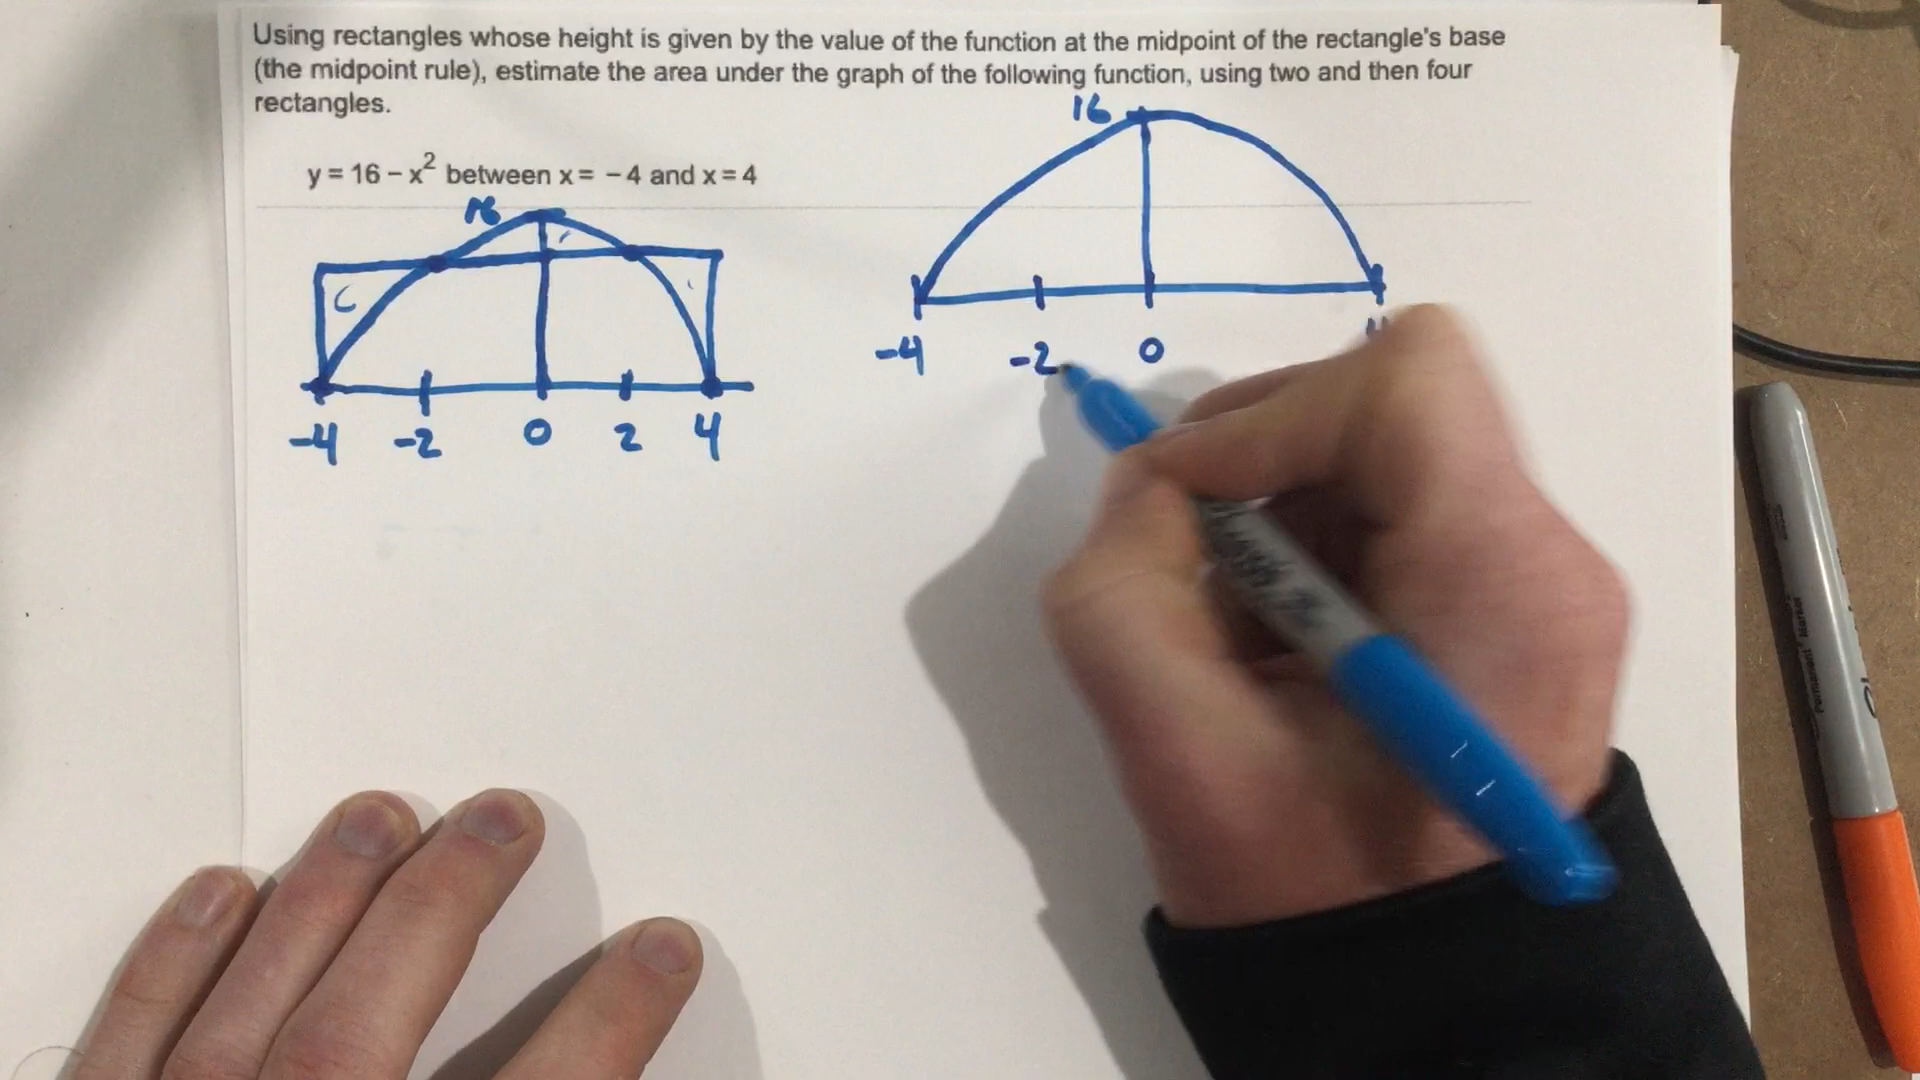 Using rectangles whose height is given by the value of the function at the midpoint of the rectangle's base
(the midpoint rule), estimate the area under the graph of the following function, using two and then four
rectangles.
16
y = 16 − x² between x = −4 and x = 4
16
-4 -2 0
-4 -2 0 2 4
Permanent Marker